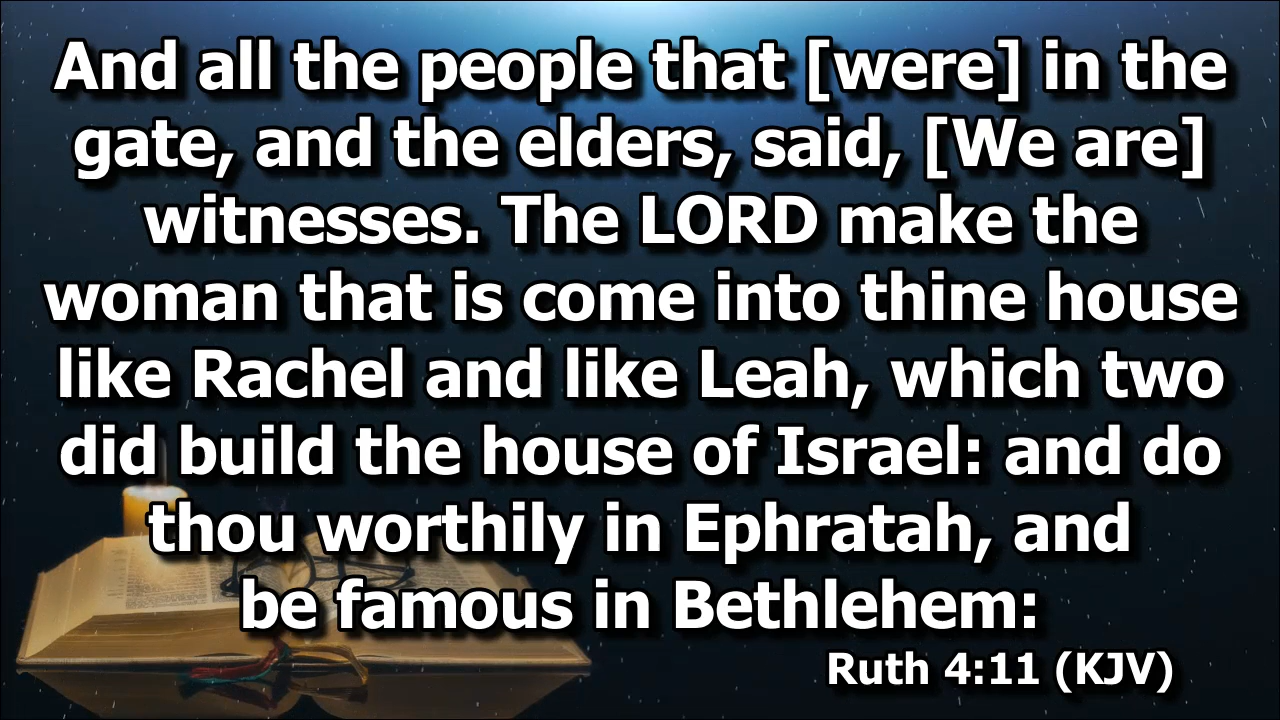 And all the people that [were] in the
gate, and the elders, said, [We are]
witnesses. The LORD make the
woman that is come into thine house
like Rachel and like Leah, which two
did build the house of Israel: and do
thou worthily in Ephratah, and
be famous in Bethlehem:
Ruth 4:11 (KJV)